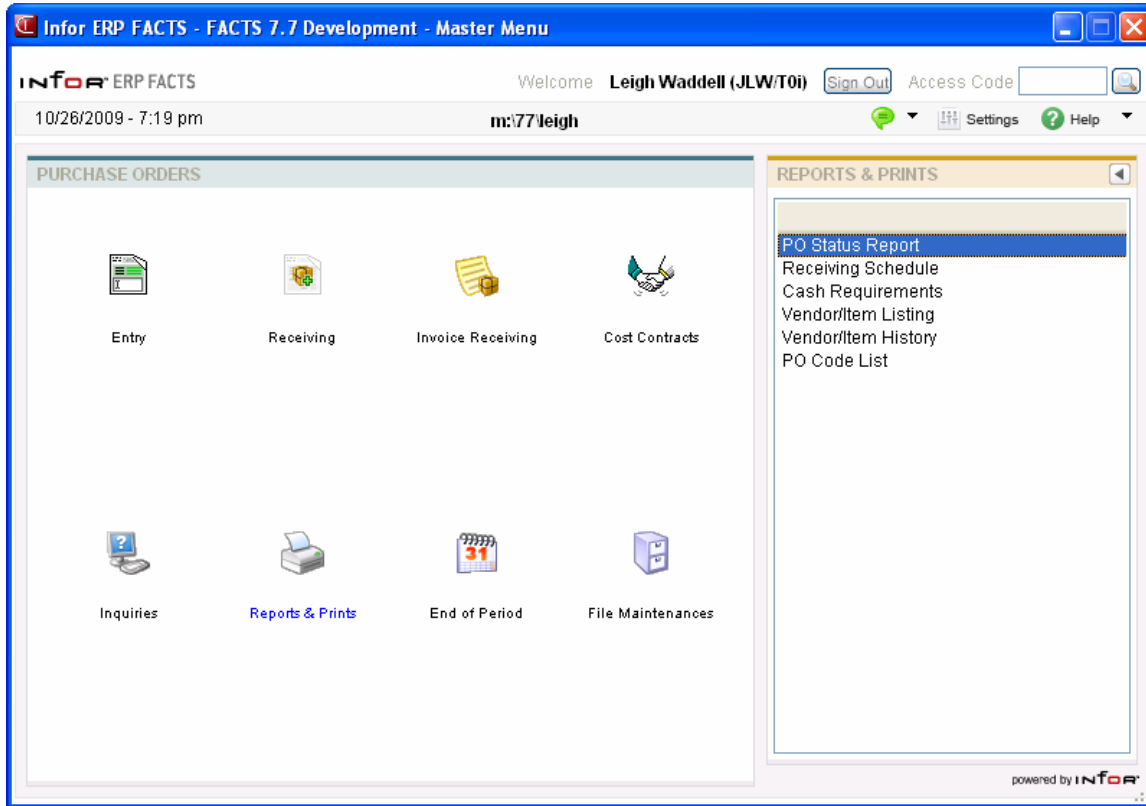 Infor ERP FACTS - FACTS 7.7 Development - Master Menu
infor ERP FACTS Welcome Leigh Waddell (JLW/T0i) Sign Out Access Code
10/26/2009 - 7:19 pm m:\77\leigh Settings Help
PURCHASE ORDERS
Entry Receiving Invoice Receiving Cost Contracts
Inquiries Reports & Prints 31 End of Period File Maintenances
REPORTS & PRINTS
PO Status Report
Receiving Schedule
Cash Requirements
Vendor/Item Listing
Vendor/Item History
PO Code List
powered by infor